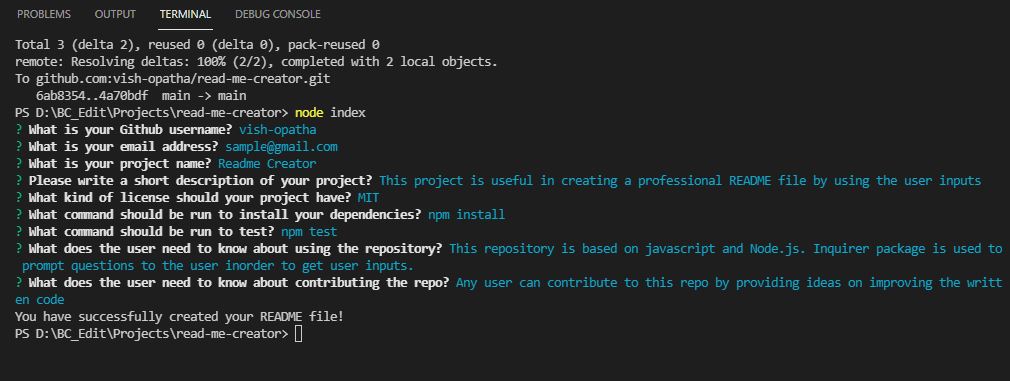 PROBLEMS OUTPUT TERMINAL DEBUG CONSOLE
Total 3 (delta 2), reused 0 (delta 0), pack-reused 0
remote: Resolving deltas: 100% (2/2), completed with 2 local objects.
To github.com:vish-opatha/read-me-creator.git
   6ab8354..4a70bdf  main -> main
PS D:\BC_Edit\Projects\read-me-creator> node index
? What is your Github username? vish-opatha
? What is your email address? sample@gmail.com
? What is your project name? Readme Creator
? Please write a short description of your project? This project is useful in creating a professional README file by using the user inputs
? What kind of license should your project have? MIT
? What command should be run to install your dependencies? npm install
? What command should be run to test? npm test
? What does the user need to know about using the repository? This repository is based on javascript and Node.js. Inquirer package is used to
 prompt questions to the user inorder to get user inputs.
? What does the user need to know about contributing the repo? Any user can contribute to this repo by providing ideas on improving the writt
en code
You have successfully created your README file!
PS D:\BC_Edit\Projects\read-me-creator>